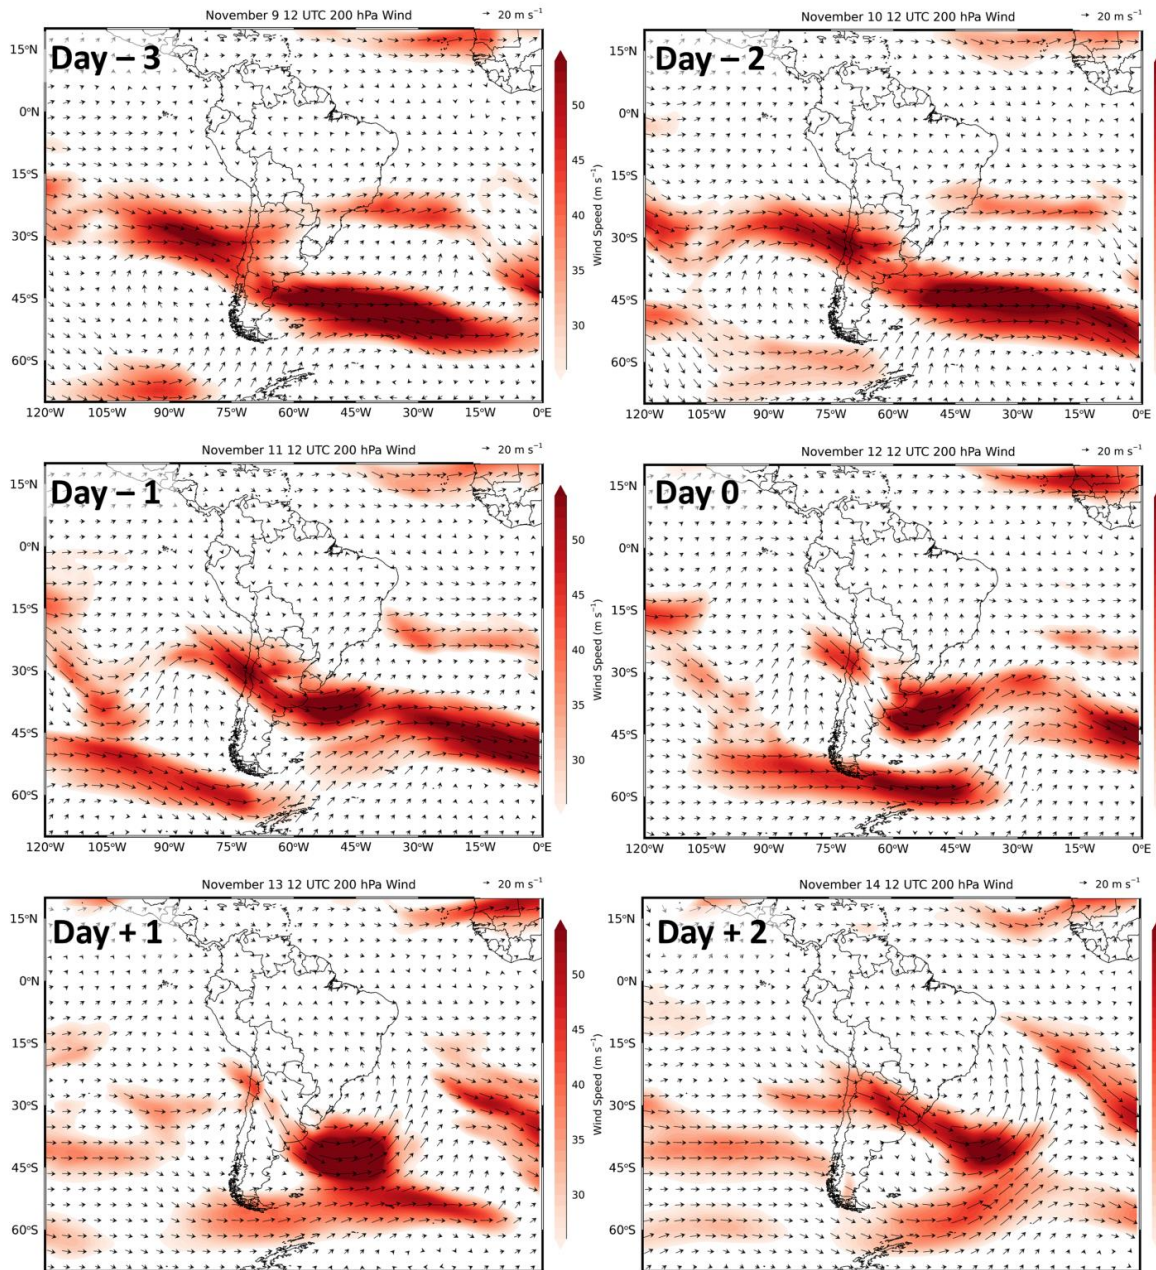 November 9 12 UTC 200 hPa Wind → 20 m s⁻¹
Day – 3
15°N
0°N
15°S
30°S
45°S
60°S
120°W 105°W 90°W 75°W 60°W 45°W 30°W 15°W 0°E
50
45
40
35
30
Wind Speed (m s⁻¹)
November 10 12 UTC 200 hPa Wind → 20 m s⁻¹
Day – 2
15°N
0°N
15°S
30°S
45°S
60°S
120°W 105°W 90°W 75°W 60°W 45°W 30°W 15°W 0°E
November 11 12 UTC 200 hPa Wind → 20 m s⁻¹
Day – 1
0°N
15°S
30°S
45°S
60°S
120°W 105°W 90°W 75°W 60°W 45°W 30°W 15°W 0°E
50
45
40
35
30
Wind Speed (m s⁻¹)
November 12 12 UTC 200 hPa Wind → 20 m s⁻¹
Day 0
0°N
15°S
30°S
45°S
60°S
120°W 105°W 90°W 75°W 60°W 45°W 30°W 15°W 0°E
November 13 12 UTC 200 hPa Wind → 20 m s⁻¹
Day + 1
15°N
0°N
15°S
30°S
45°S
60°S
50
45
40
35
30
Wind Speed (m s⁻¹)
November 14 12 UTC 200 hPa Wind → 20 m s⁻¹
Day + 2
15°N
0°N
15°S
30°S
45°S
60°S